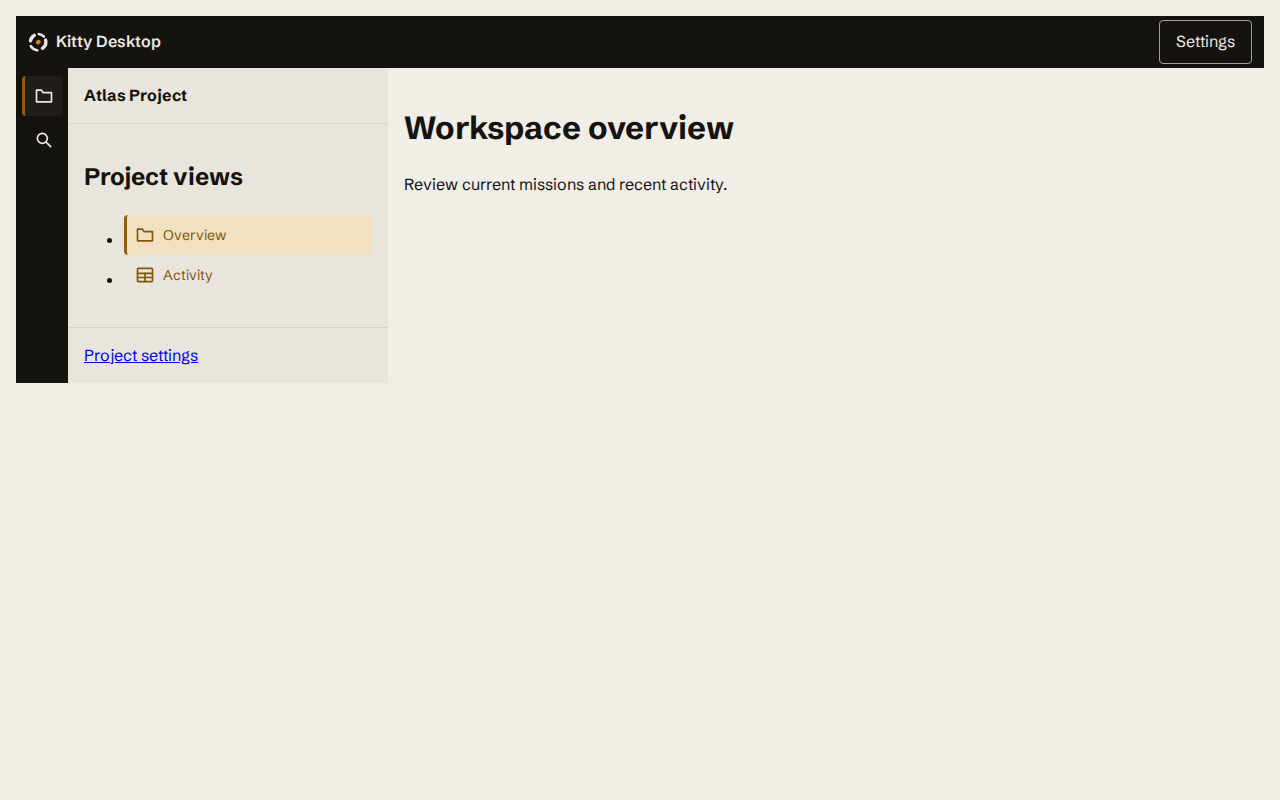 Kitty Desktop
Settings
Atlas Project
Project views
Overview
Activity
Project settings
Workspace overview
Review current missions and recent activity.